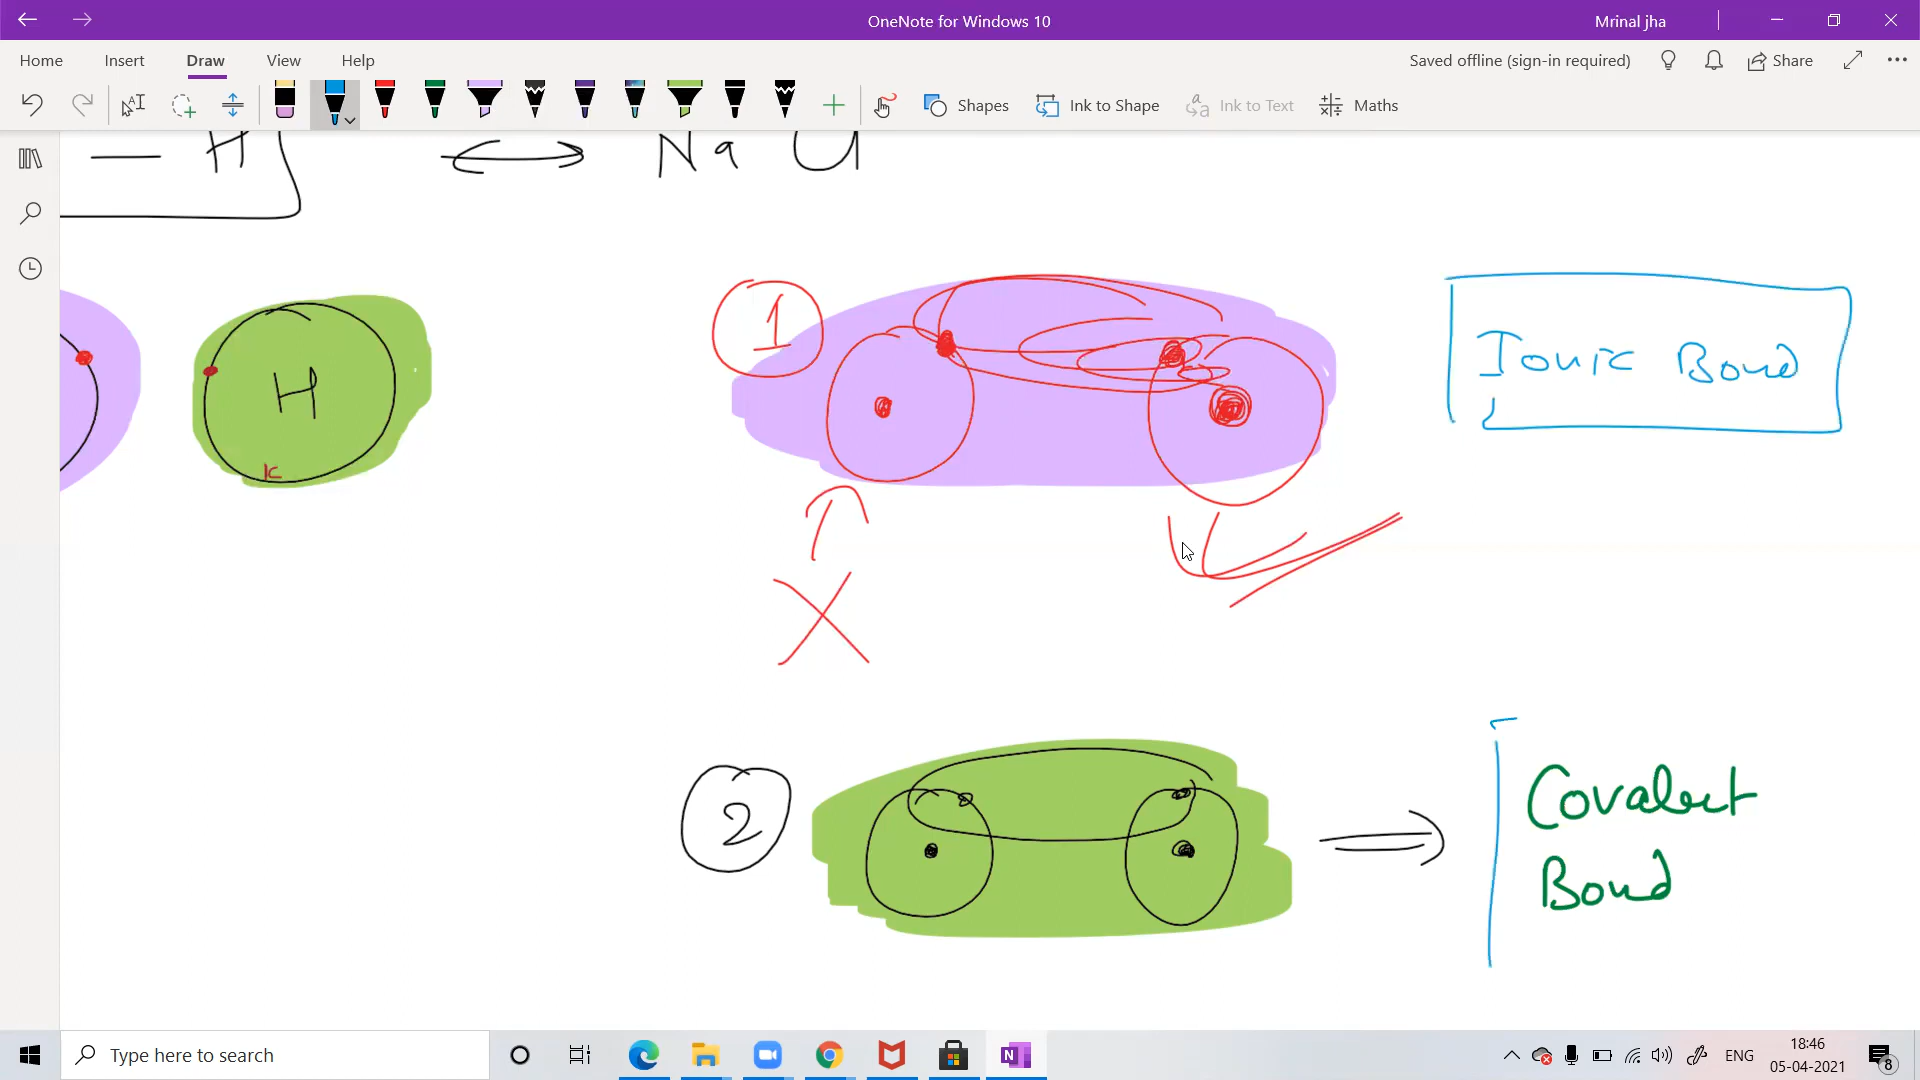 OneNote for Windows 10
Mrinal jha
Home Insert Draw View Help
Saved offline (sign-in required)
Share
Shapes
Ink to Shape
Ink to Text
Maths
— H ↔ Na Cl
1
Ionic Bond
H
K
X
2
Covalent
Bond
Type here to search
ENG
18:46
05-04-2021
8